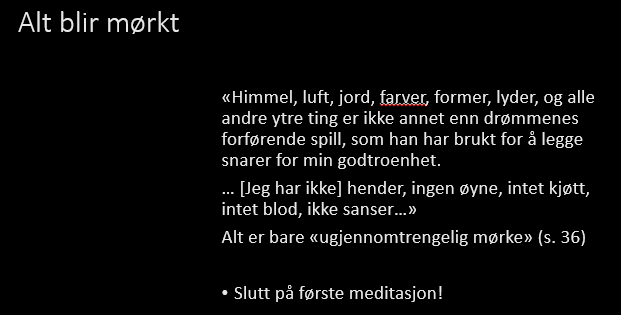 Alt blir mørkt
«Himmel, luft, jord, farver, former, lyder, og alle
andre ytre ting er ikke annet enn drømmenes
forførende spill, som han har brukt for å legge
snarer for min godtroenhet.
... [Jeg har ikke] hender, ingen øyne, intet kjøtt,
intet blod, ikke sanser...»
Alt er bare «ugjennomtrengelig mørke» (s. 36)
• Slutt på første meditasjon!